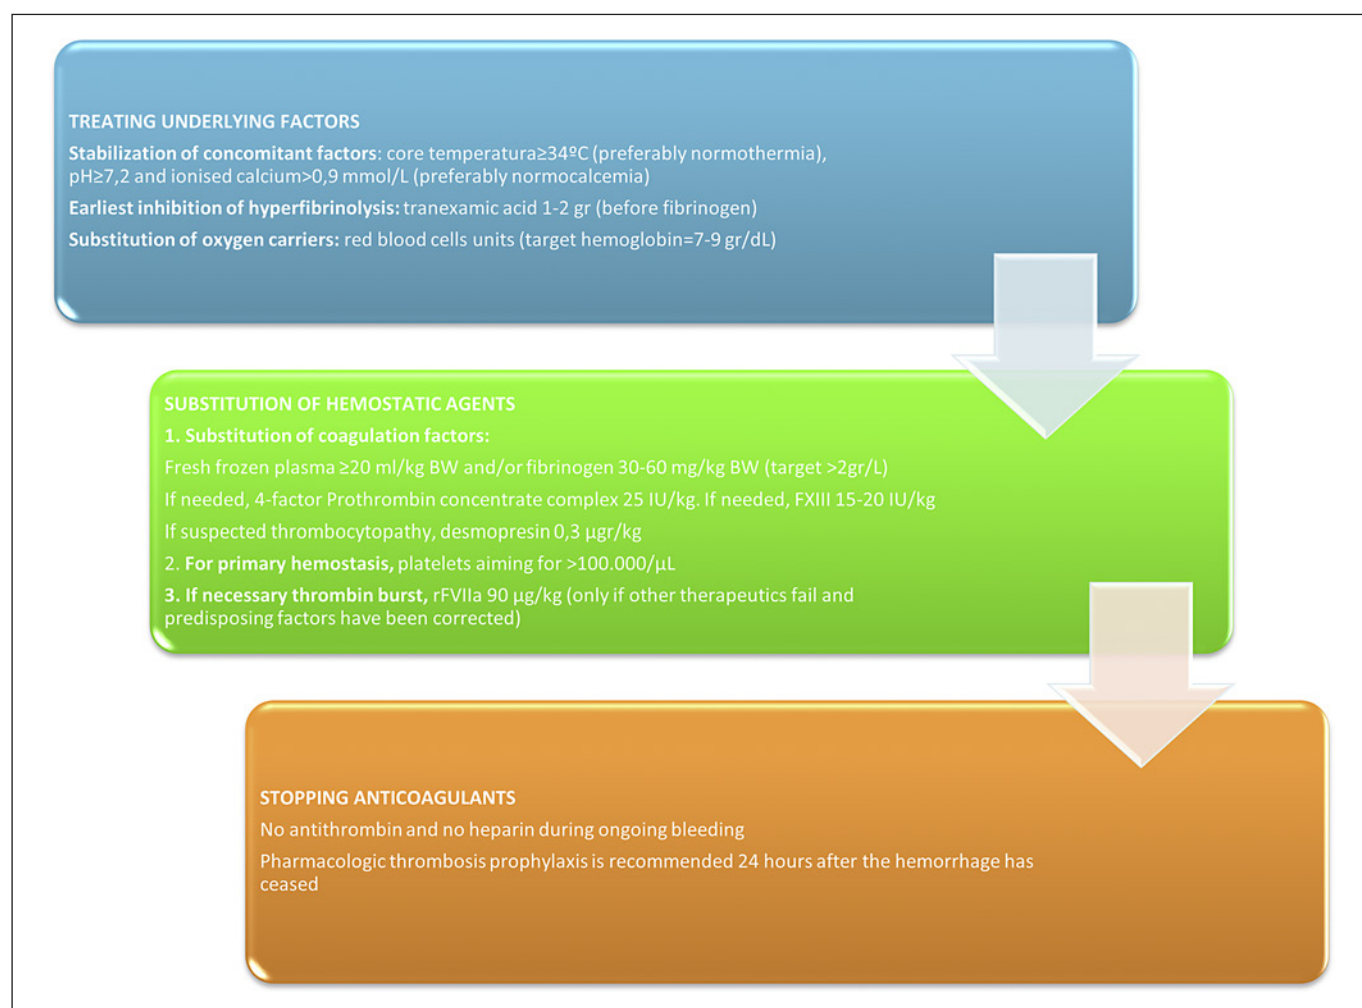 TREATING UNDERLYING FACTORS
Stabilization of concomitant factors: core temperatura≥34ºC (preferably normothermia),
pH≥7,2 and ionised calcium>0,9 mmol/L (preferably normocalcemia)
Earliest inhibition of hyperfibrinolysis: tranexamic acid 1-2 gr (before fibrinogen)
Substitution of oxygen carriers: red blood cells units (target hemoglobin=7-9 gr/dL)
SUBSTITUTION OF HEMOSTATIC AGENTS
1. Substitution of coagulation factors:
Fresh frozen plasma ≥20 ml/kg BW and/or fibrinogen 30-60 mg/kg BW (target >2gr/L)
If needed, 4-factor Prothrombin concentrate complex 25 IU/kg. If needed, FXIII 15-20 IU/kg
If suspected thrombocytopathy, desmopresin 0,3 µgr/kg
2. For primary hemostasis, platelets aiming for >100.000/µL
3. If necessary thrombin burst, rFVIIa 90 µg/kg (only if other therapeutics fail and
predisposing factors have been corrected)
STOPPING ANTICOAGULANTS
No antithrombin and no heparin during ongoing bleeding
Pharmacologic thrombosis prophylaxis is recommended 24 hours after the hemorrhage has
ceased